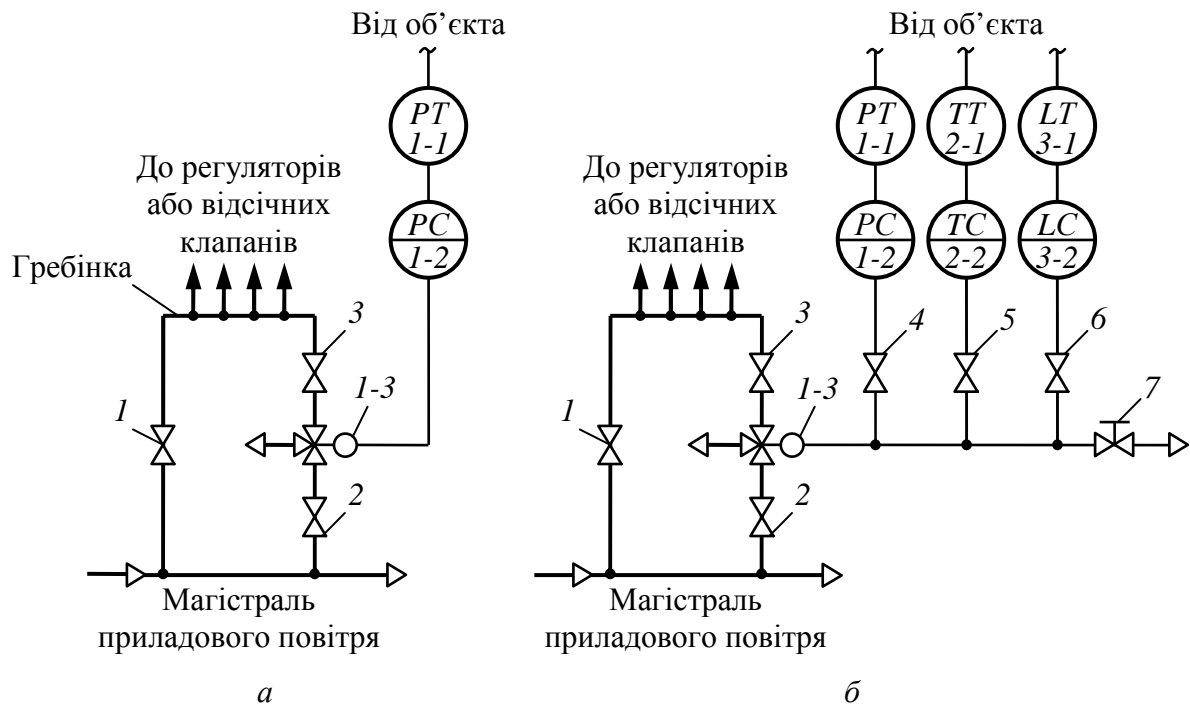 Від об’єкта
PT
1-1
До регуляторів
або відсічних
клапанів
PC
1-2
Гребінка
3
1-3
1
2
Магістраль
приладового повітря
а
Від об’єкта
PT
1-1
TT
2-1
LT
3-1
До регуляторів
або відсічних
клапанів
PC
1-2
TC
2-2
LC
3-2
3
4
5
6
1-3
7
1
2
Магістраль
приладового повітря
б